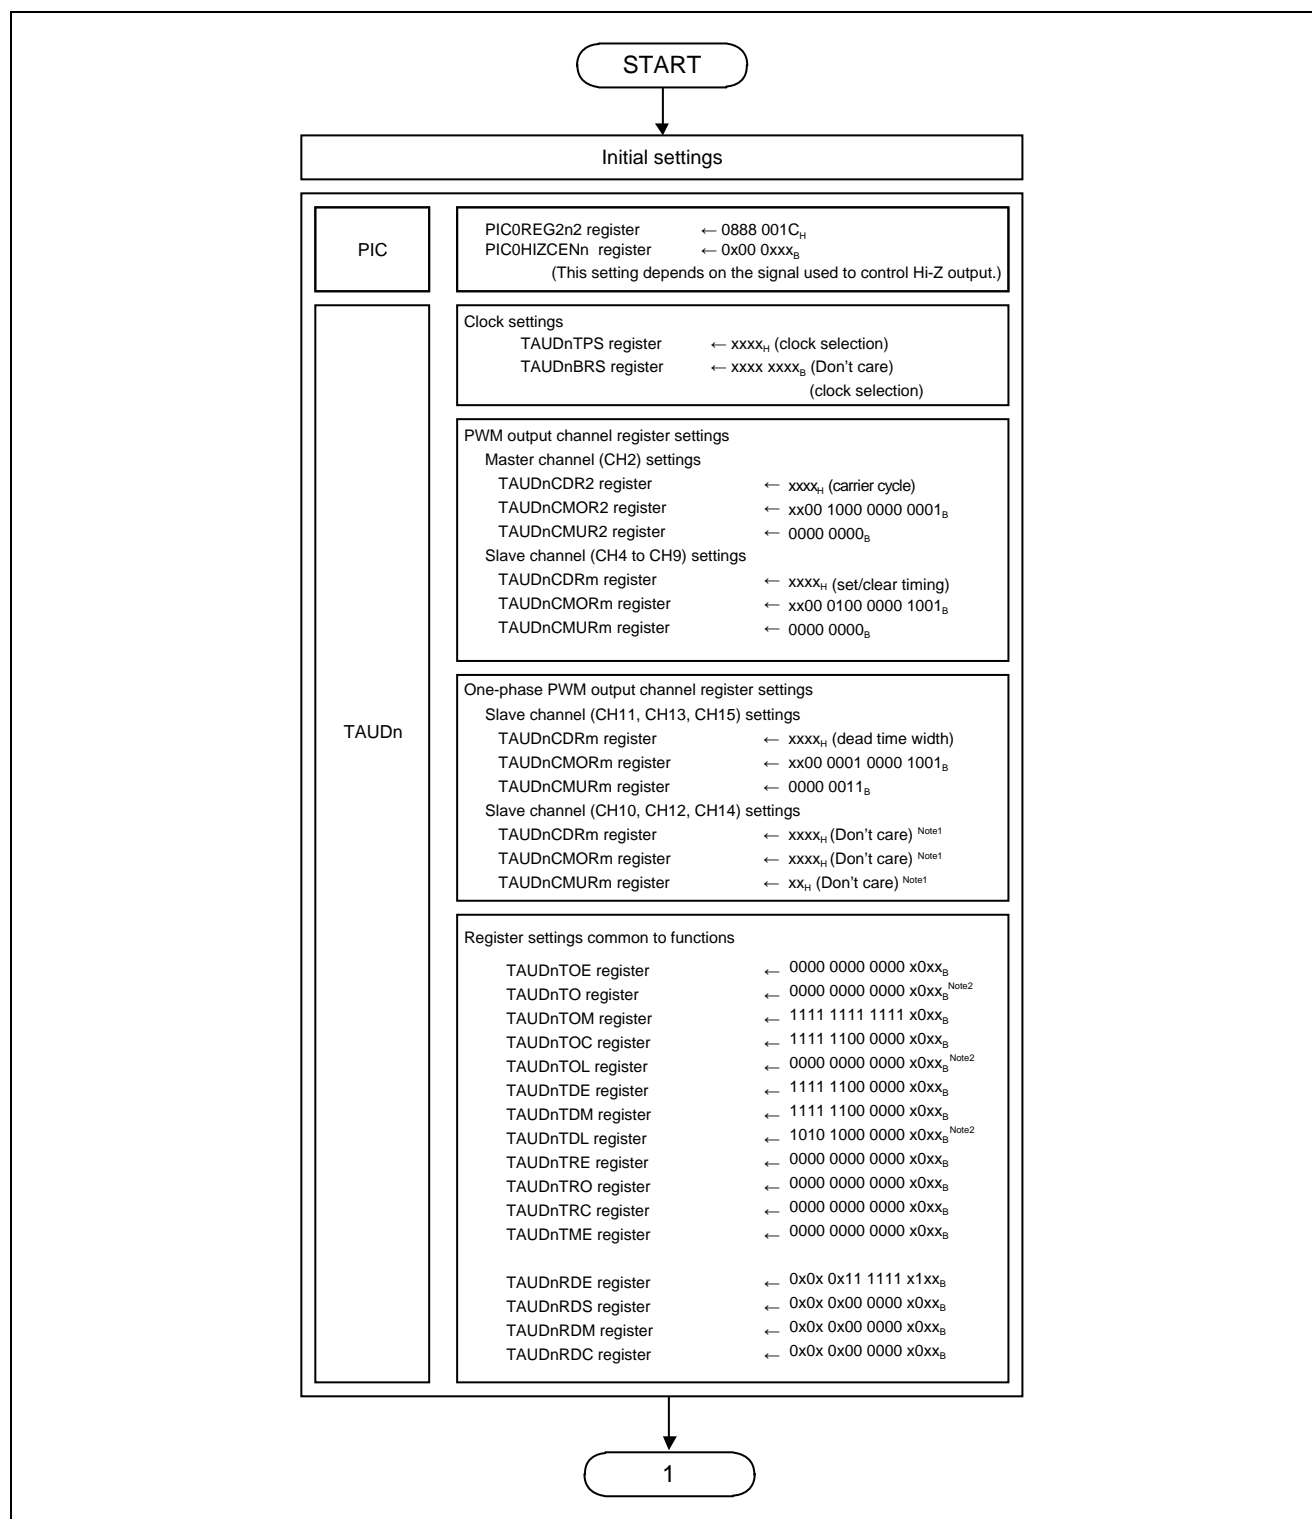 START
Initial settings
PIC
PIC0REG2n2 register ← 0888 001CH
PIC0HIZCENn register ← 0x00 0xxxB
(This setting depends on the signal used to control Hi-Z output.)
TAUDn
Clock settings
TAUDnTPS register ← xxxxH (clock selection)
TAUDnBRS register ← xxxx xxxxB (Don't care)
(clock selection)
PWM output channel register settings
Master channel (CH2) settings
TAUDnCDR2 register ← xxxxH (carrier cycle)
TAUDnCMOR2 register ← xx00 1000 0000 0001B
TAUDnCMUR2 register ← 0000 0000B
Slave channel (CH4 to CH9) settings
TAUDnCDRm register ← xxxxH (set/clear timing)
TAUDnCMORm register ← xx00 0100 0000 1001B
TAUDnCMURm register ← 0000 0000B
One-phase PWM output channel register settings
Slave channel (CH11, CH13, CH15) settings
TAUDnCDRm register ← xxxxH (dead time width)
TAUDnCMORm register ← xx00 0001 0000 1001B
TAUDnCMURm register ← 0000 0011B
Slave channel (CH10, CH12, CH14) settings
TAUDnCDRm register ← xxxxH (Don't care) Note1
TAUDnCMORm register ← xxxxH (Don't care) Note1
TAUDnCMURm register ← xxH (Don't care) Note1
Register settings common to functions
TAUDnTOE register ← 0000 0000 0000 x0xxB
TAUDnTO register ← 0000 0000 0000 x0xxB Note2
TAUDnTOM register ← 1111 1111 1111 x0xxB
TAUDnTOC register ← 1111 1100 0000 x0xxB
TAUDnTOL register ← 0000 0000 0000 x0xxB Note2
TAUDnTDE register ← 1111 1100 0000 x0xxB
TAUDnTDM register ← 1111 1100 0000 x0xxB
TAUDnTDL register ← 1010 1000 0000 x0xxB Note2
TAUDnTRE register ← 0000 0000 0000 x0xxB
TAUDnTRO register ← 0000 0000 0000 x0xxB
TAUDnTRC register ← 0000 0000 0000 x0xxB
TAUDnTME register ← 0000 0000 0000 x0xxB
TAUDnRDE register ← 0x0x 0x11 1111 x1xxB
TAUDnRDS register ← 0x0x 0x00 0000 x0xxB
TAUDnRDM register ← 0x0x 0x00 0000 x0xxB
TAUDnRDC register ← 0x0x 0x00 0000 x0xxB
1